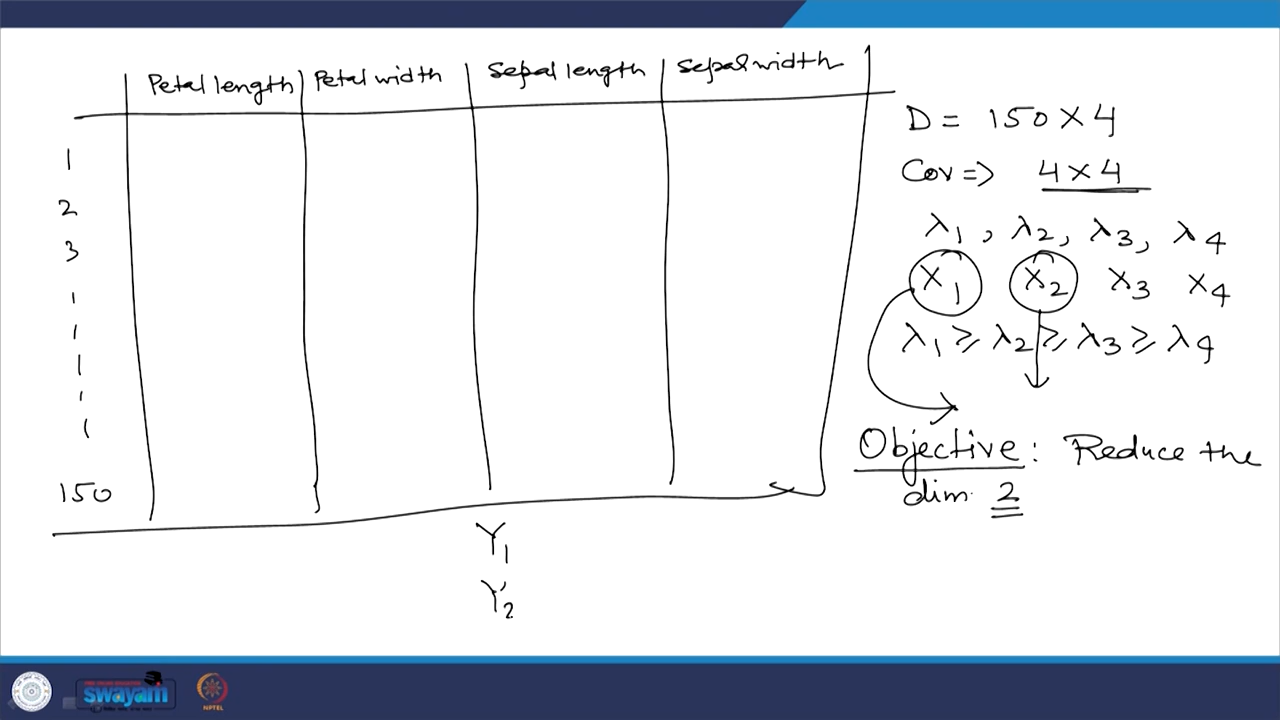 Petal length Petal width Sepal length Sepal width
1
2
3
150
D = 150 × 4
Cov => 4 × 4
λ1, λ2, λ3, λ4
X1 X2 X3 X4
λ1 ≥ λ2 ≥ λ3 ≥ λ4
Objective: Reduce the
dim. 2
Y1
Y2
swayam
NPTEL